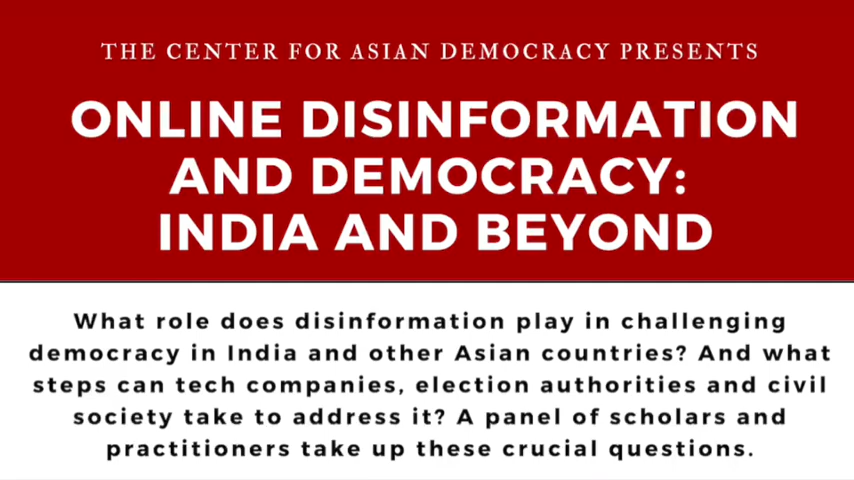 THE CENTER FOR ASIAN DEMOCRACY PRESENTS
ONLINE DISINFORMATION
AND DEMOCRACY:
INDIA AND BEYOND
What role does disinformation play in challenging
democracy in India and other Asian countries? And what
steps can tech companies, election authorities and civil
society take to address it? A panel of scholars and
practitioners take up these crucial questions.